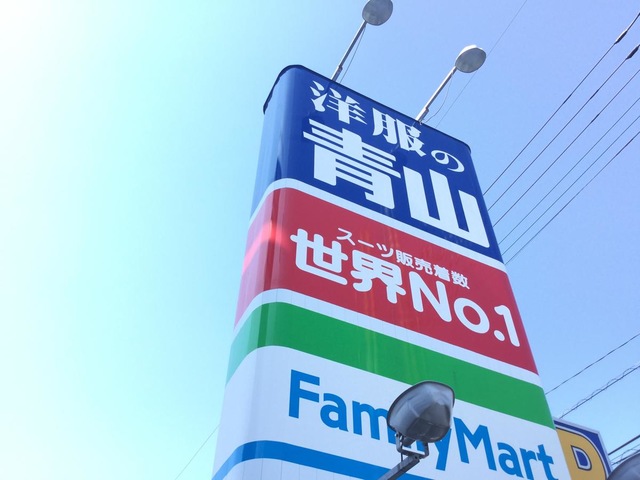 洋服の
青山
スーツ販売着数
世界No.1
FamilyMart
P